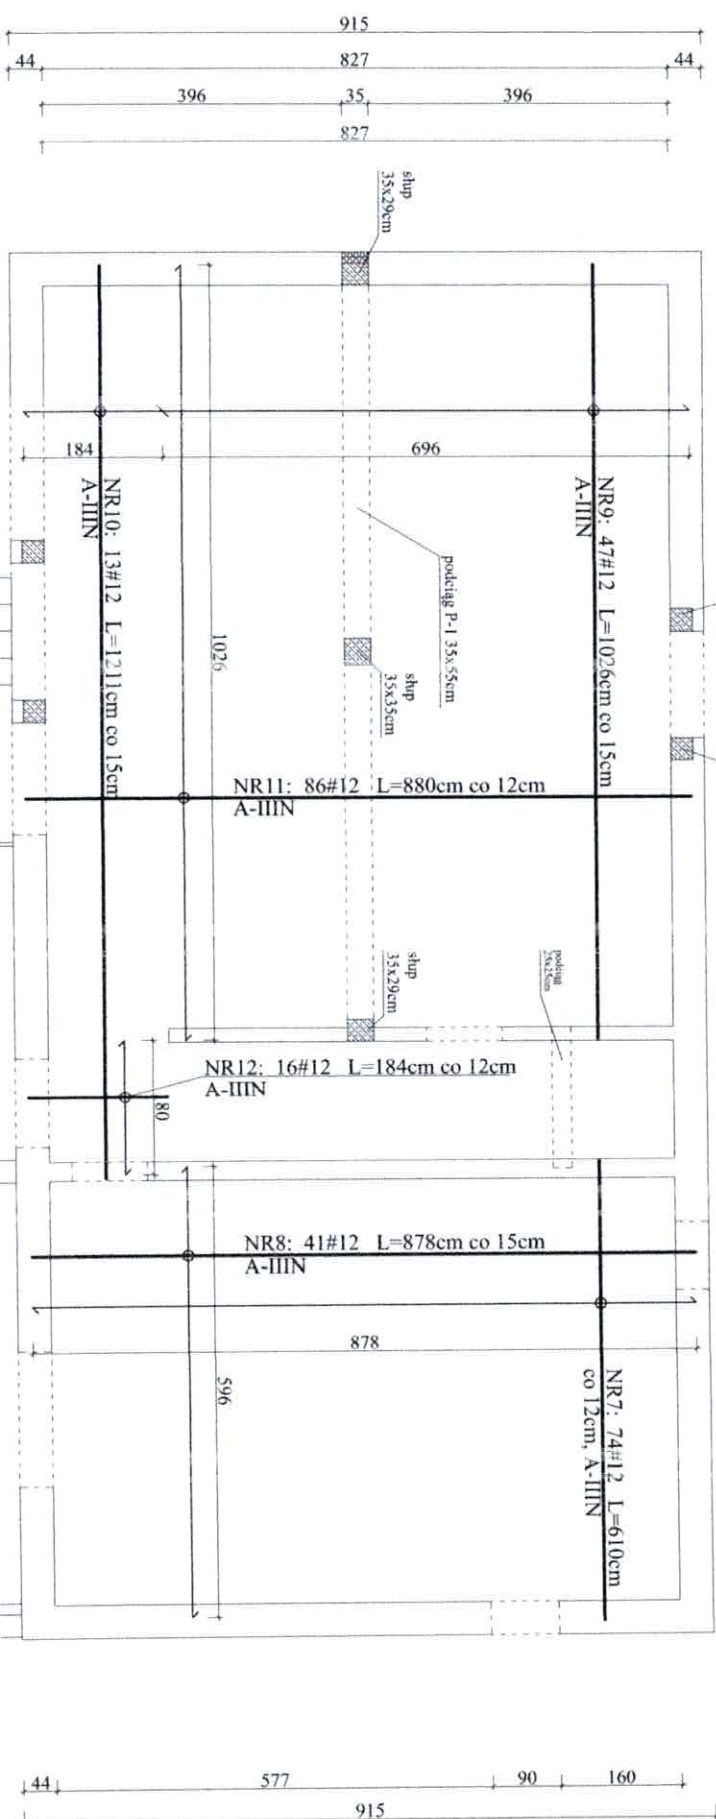 915
44 827 44
396 35 396
827
słup
35x29cm
184 696
NR10: 13#12 L=1211cm co 15cm
A-IIIN
NR9: 47#12 L=1026cm co 15cm
A-IIIN
podciąg P-1 35x55cm
1026
słup
35x35cm
NR11: 86#12 L=880cm co 12cm
A-IIIN
słup
35x29cm
podciąg
25x25cm
NR12: 16#12 L=184cm co 12cm
A-IIIN
180
NR8: 41#12 L=878cm co 15cm
A-IIIN
878
596
NR7: 74#12 L=610cm
co 12cm, A-IIIN
44 577 90 160
915